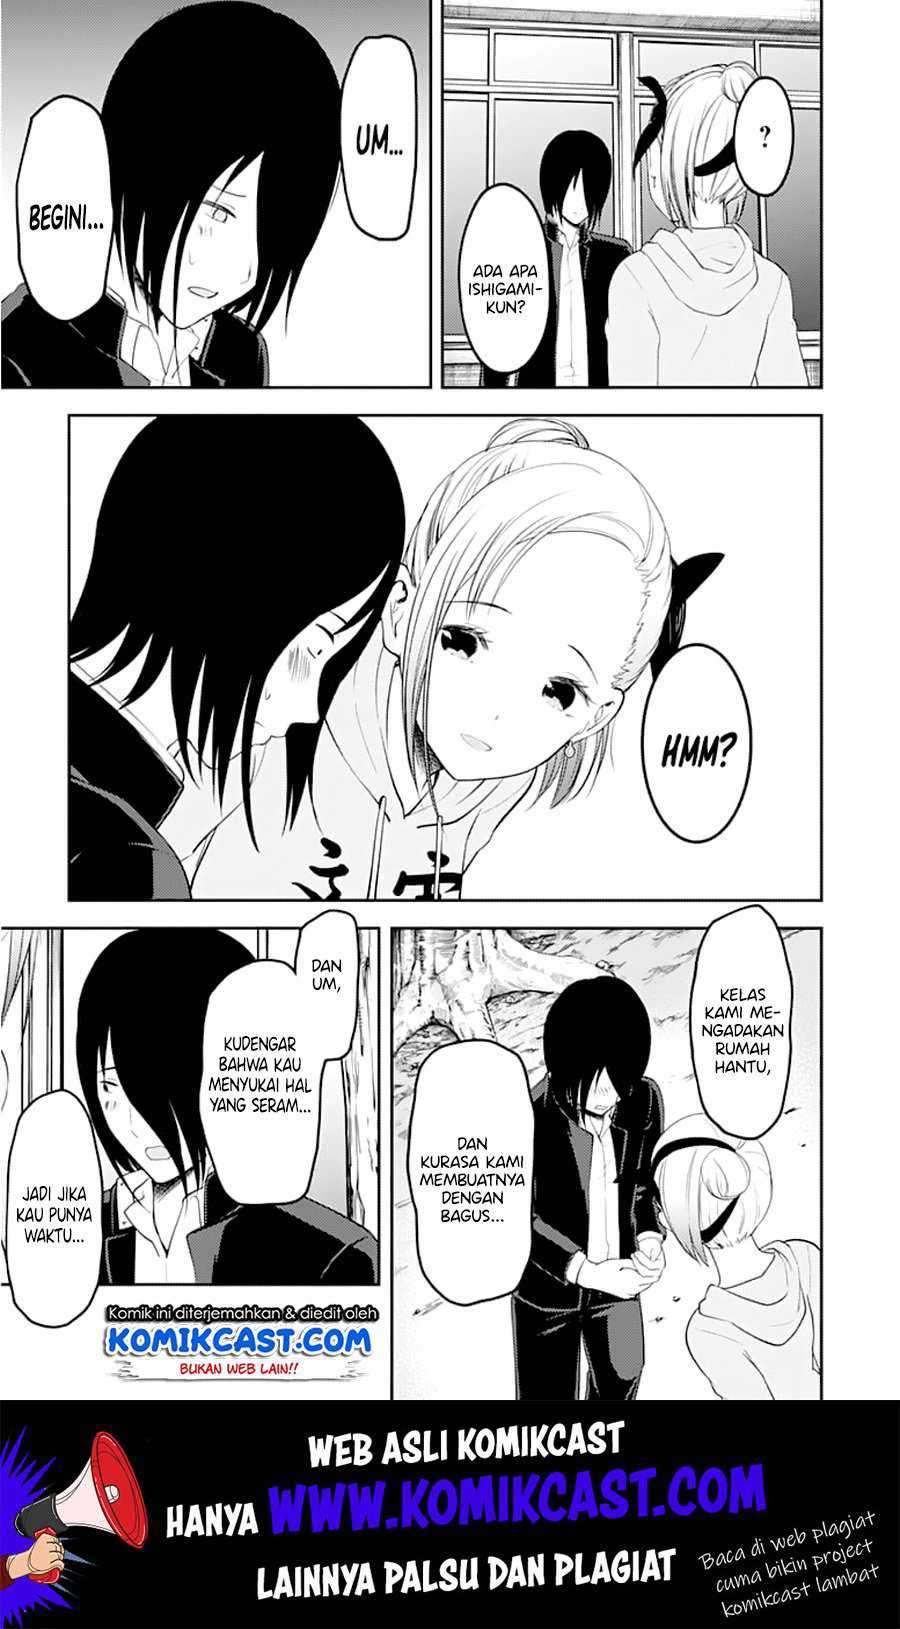 ?
ADA APA
ISHIGAMI-
KUN?
UM...
BEGINI...
HMM?
KELAS
KAMI ME-
NGADAKAN
RUMAH
HANTU,
DAN
KURASA KAMI
MEMBUATNYA
DENGAN
BAGUS...
DAN
UM,
KUDENGAR
BAHWA KAU
MENYUKAI HAL
YANG SERAM...
JADI JIKA
KAU PUNYA
WAKTU...
Komik ini diterjemahkan & diedit oleh
KOMIKCAST.COM
BUKAN WEB LAIN!!
WEB ASLI KOMIKCAST
HANYA WWW.KOMIKCAST.COM
LAINNYA PALSU DAN PLAGIAT
Baca di web plagiat
cuma bikin project
komikcast lambat